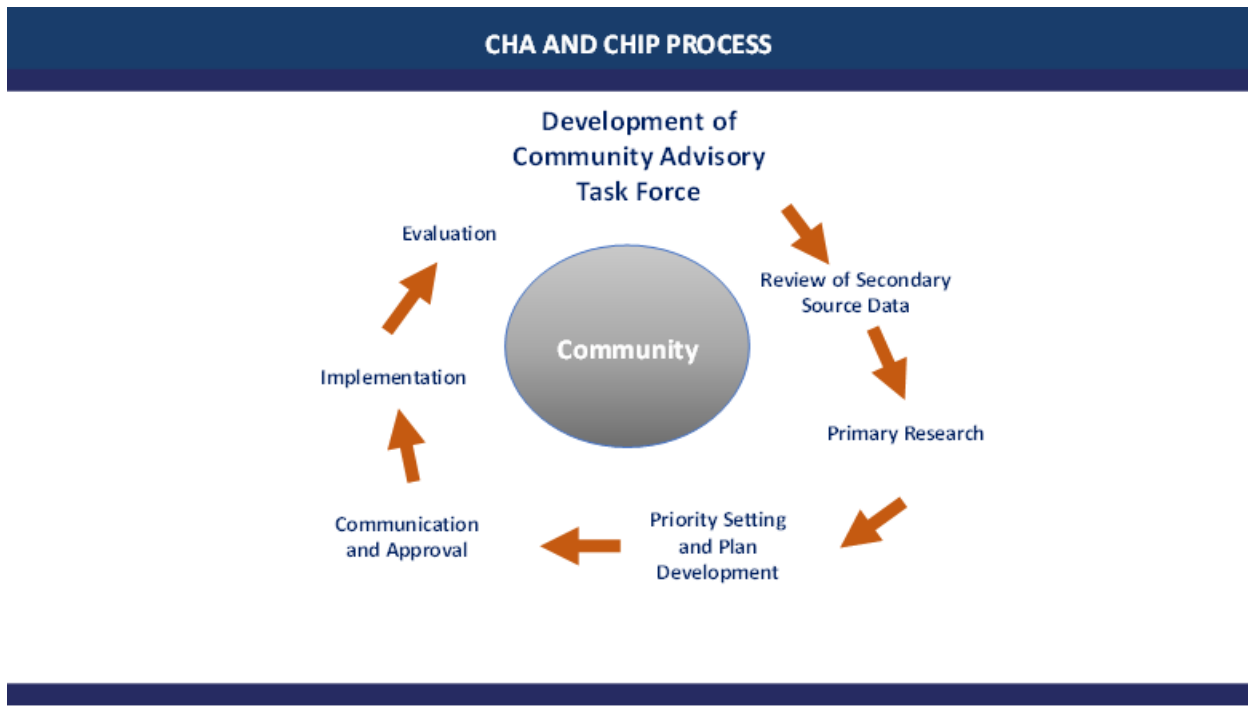 CHA AND CHIP PROCESS
Development of
Community Advisory
Task Force
Review of Secondary
Source Data
Primary Research
Priority Setting
and Plan
Development
Communication
and Approval
Implementation
Evaluation
Community